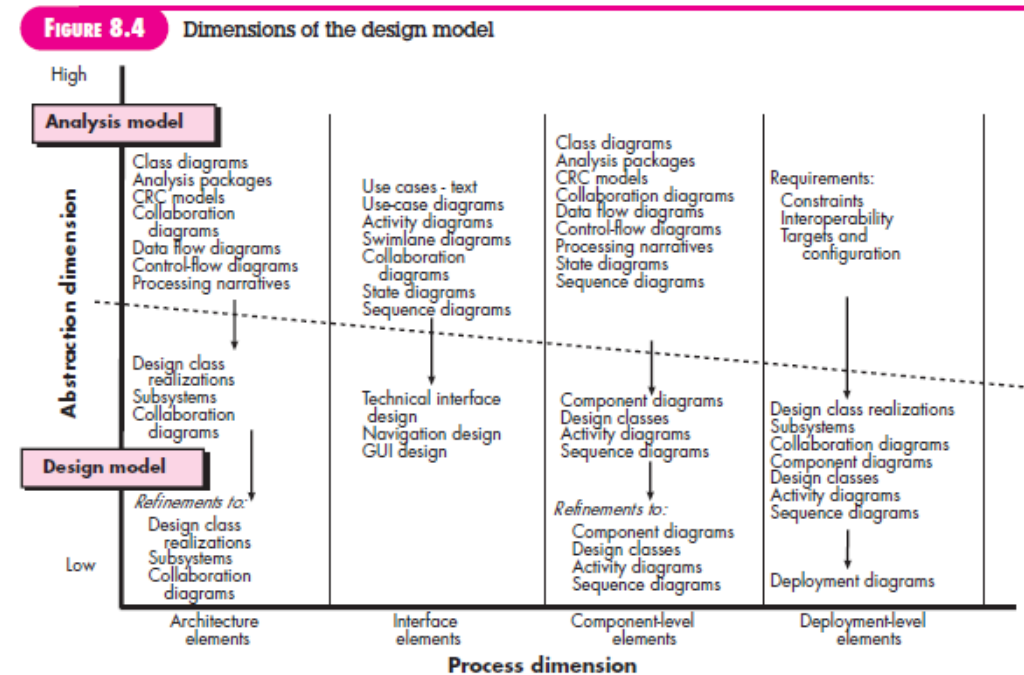 FIGURE 8.4 Dimensions of the design model
High
Analysis model
Abstraction dimension
Design model
Low
Class diagrams
Analysis packages
CRC models
Collaboration
diagrams
Data flow diagrams
Control-flow diagrams
Processing narratives
Design class
realizations
Subsystems
Collaboration
diagrams
Refinements to:
Design class
realizations
Subsystems
Collaboration
diagrams
Use cases - text
Use-case diagrams
Activity diagrams
Swimlane diagrams
Collaboration
diagrams
State diagrams
Sequence diagrams
Technical interface
design
Navigation design
GUI design
Class diagrams
Analysis packages
CRC models
Collaboration diagrams
Data flow diagrams
Control-flow diagrams
Processing narratives
State diagrams
Sequence diagrams
Component diagrams
Design classes
Activity diagrams
Sequence diagrams
Refinements to:
Component diagrams
Design classes
Activity diagrams
Sequence diagrams
Requirements:
Constraints
Interoperability
Targets and
configuration
Design class realizations
Subsystems
Collaboration diagrams
Component diagrams
Design classes
Activity diagrams
Sequence diagrams
Deployment diagrams
Architecture
elements
Interface
elements
Component-level
elements
Deployment-level
elements
Process dimension